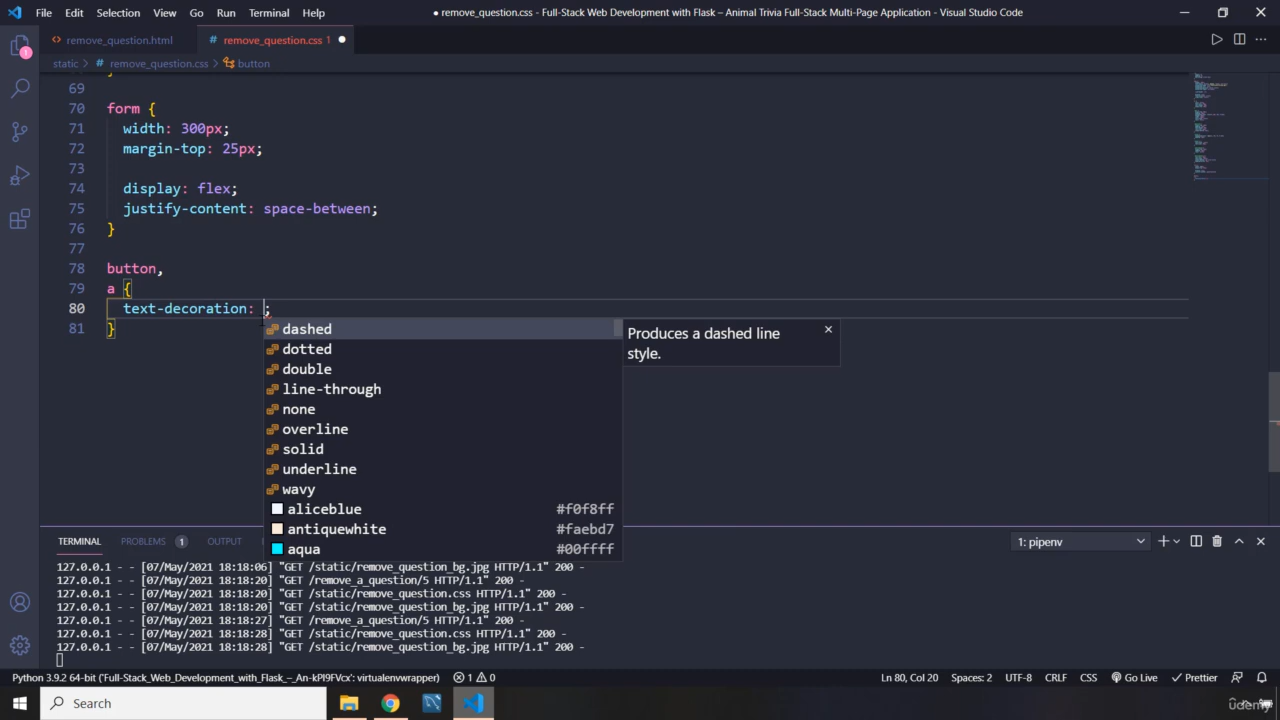 File Edit Selection View Go Run Terminal Help
● remove_question.css - Full-Stack Web Development with Flask – Animal Trivia Full-Stack Multi-Page Application - Visual Studio Code
1
<> remove_question.html
# remove_question.css 1 ●
static > # remove_question.css > button
69
70 form {
71 width: 300px;
72 margin-top: 25px;
73
74 display: flex;
75 justify-content: space-between;
76 }
77
78 button,
79 a {
80 text-decoration: ;
81 }
dashed
dotted
double
line-through
none
overline
solid
underline
wavy
aliceblue #f0f8ff
antiquewhite #faebd7
aqua #00ffff
Produces a dashed line
style.
TERMINAL PROBLEMS 1 OUTPUT
1: pipenv
127.0.0.1 - - [07/May/2021 18:18:06] "GET /static/remove_question_bg.jpg HTTP/1.1" 200 -
127.0.0.1 - - [07/May/2021 18:18:20] "GET /remove_a_question/5 HTTP/1.1" 200 -
127.0.0.1 - - [07/May/2021 18:18:20] "GET /static/remove_question.css HTTP/1.1" 200 -
127.0.0.1 - - [07/May/2021 18:18:20] "GET /static/remove_question_bg.jpg HTTP/1.1" 200 -
127.0.0.1 - - [07/May/2021 18:18:27] "GET /remove_a_question/5 HTTP/1.1" 200 -
127.0.0.1 - - [07/May/2021 18:18:28] "GET /static/remove_question.css HTTP/1.1" 200 -
127.0.0.1 - - [07/May/2021 18:18:28] "GET /static/remove_question_bg.jpg HTTP/1.1" 200 -
Python 3.9.2 64-bit ('Full-Stack_Web_Development_with_Flask_–_An-kPI9FVcx': virtualenvwrapper) 1 0
Ln 80, Col 20 Spaces: 2 UTF-8 CRLF CSS Go Live Prettier
Search
udemy